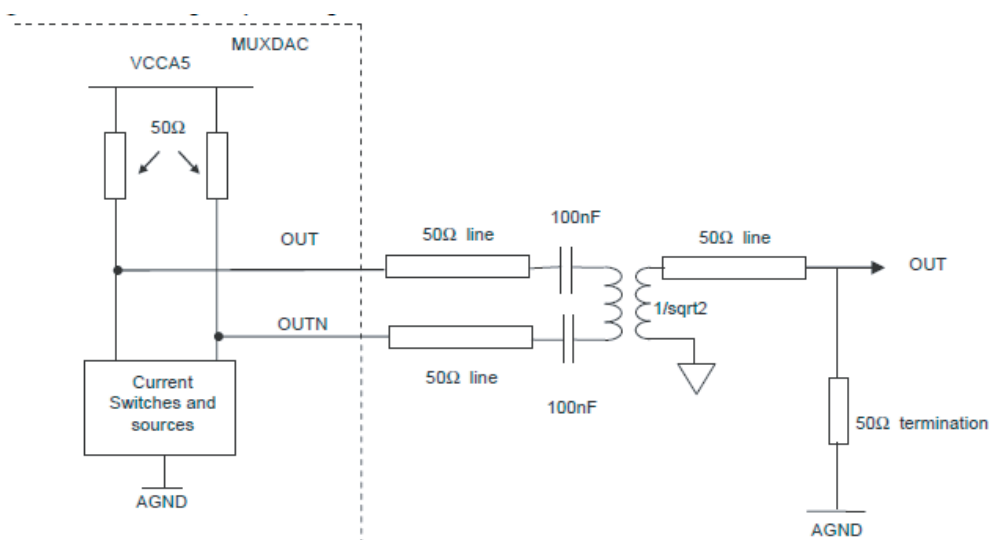 MUXDAC
VCCA5
50Ω
100nF
50Ω line
50Ω line
OUT
OUT
1/sqrt2
OUTN
50Ω line
100nF
Current
Switches and
sources
50Ω termination
AGND
AGND